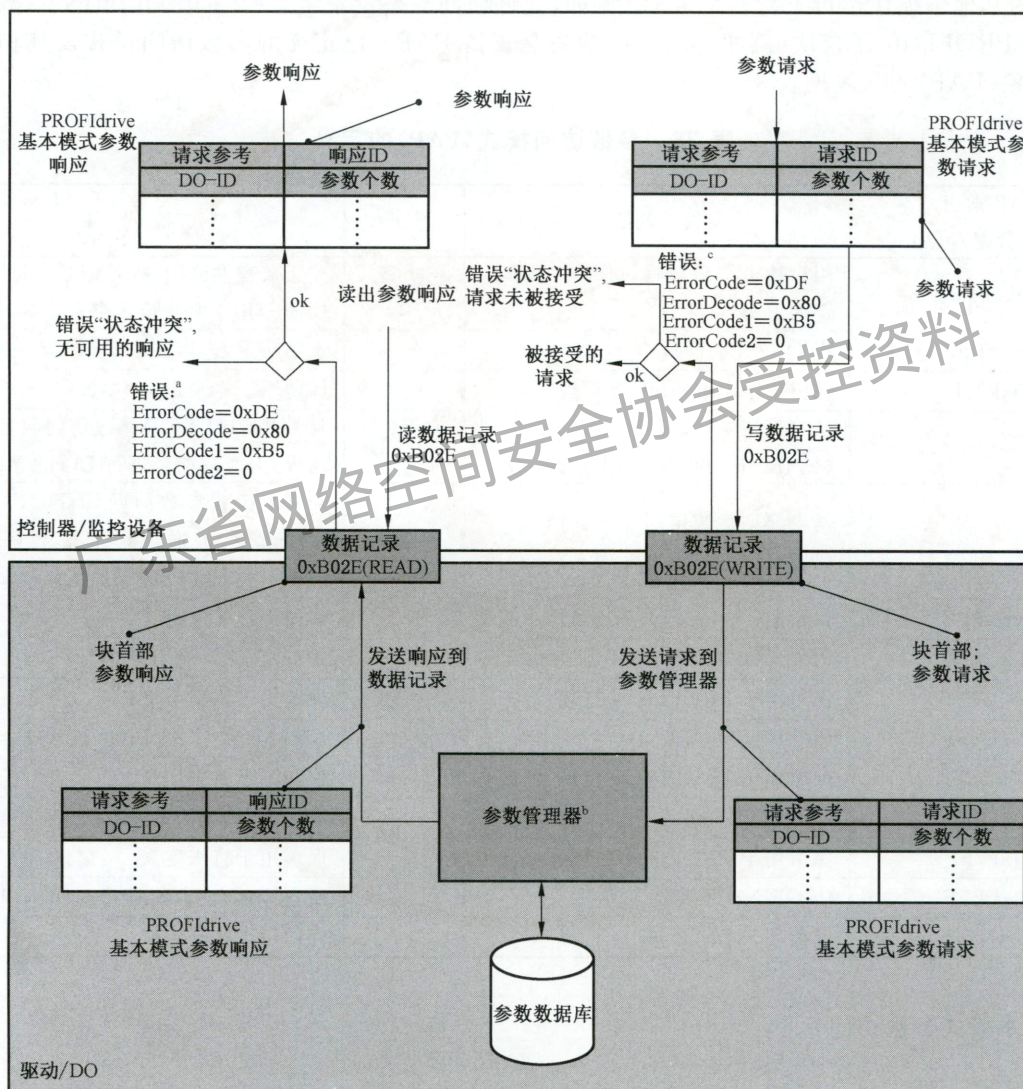 参数响应
参数响应
PROFIdrive
基本模式参数
响应
请求参考 响应ID
DO-ID 参数个数
参数请求
PROFIdrive
基本模式参
数请求
请求参考 请求ID
DO-ID 参数个数
参数请求
ok
错误“状态冲突”,
无可用的响应
错误:a
ErrorCode=0xDE
ErrorDecode=0x80
ErrorCode1=0xB5
ErrorCode2=0
读出参数响应
读数据记录
0xB02E
错误“状态冲突”,
请求未被接受
错误:c
ErrorCode=0xDF
ErrorDecode=0x80
ErrorCode1=0xB5
ErrorCode2=0
被接受的
请求
ok
写数据记录
0xB02E
控制器/监控设备
数据记录
0xB02E(READ)
数据记录
0xB02E(WRITE)
块首部
参数响应
发送响应到
数据记录
发送请求到
参数管理器
块首部;
参数请求
请求参考 响应ID
DO-ID 参数个数
PROFIdrive
基本模式参数响应
参数管理器b
请求参考 请求ID
DO-ID 参数个数
PROFIdrive
基本模式参数请求
参数数据库
驱动/DO
广东省网络空间安全协会受控资料